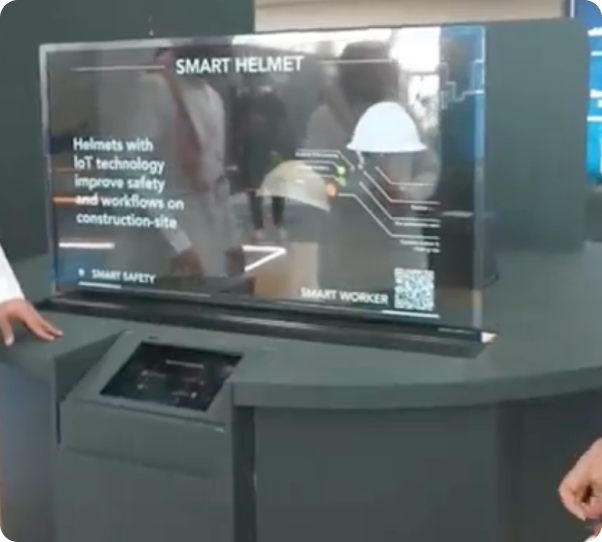 SMART HELMET
Helmets with
IoT technology
improve safety
and workflows on
construction-site
SMART SAFETY
SMART WORKER